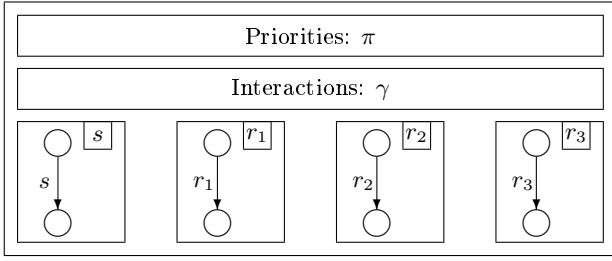 Priorities: π
Interactions: γ
s r₁ r₂ r₃
s r₁ r₂ r₃